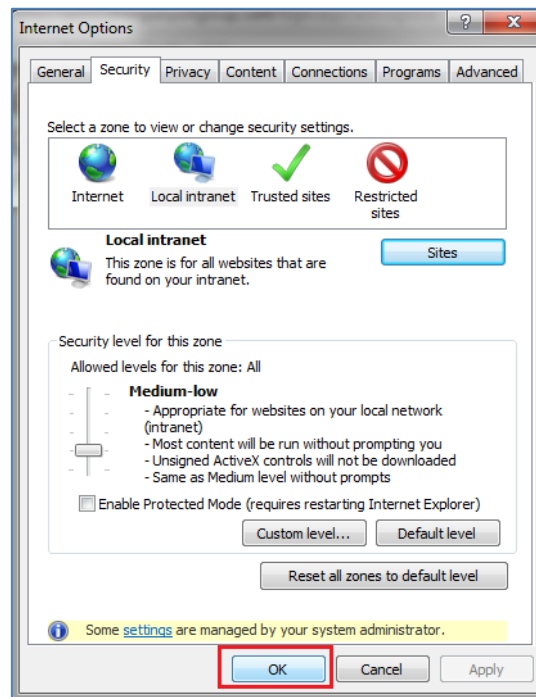 Internet Options
?
X
General Security Privacy Content Connections Programs Advanced
Select a zone to view or change security settings.
Internet Local intranet Trusted sites Restricted
sites
Local intranet
Sites
This zone is for all websites that are
found on your intranet.
Security level for this zone
Allowed levels for this zone: All
Medium-low
- Appropriate for websites on your local network
(intranet)
- Most content will be run without prompting you
- Unsigned ActiveX controls will not be downloaded
- Same as Medium level without prompts
Enable Protected Mode (requires restarting Internet Explorer)
Custom level... Default level
Reset all zones to default level
Some settings are managed by your system administrator.
OK Cancel Apply